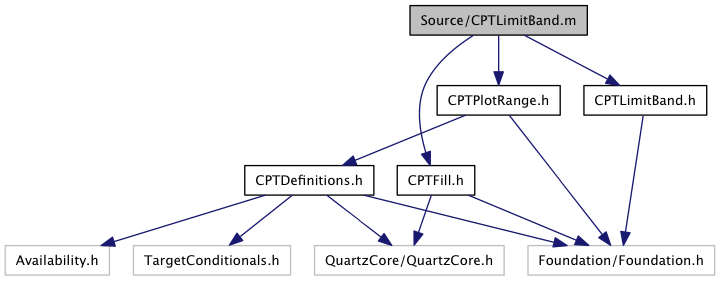 Source/CPTLimitBand.m
CPTPlotRange.h
CPTLimitBand.h
CPTDefinitions.h
CPTFill.h
Availability.h
TargetConditionals.h
QuartzCore/QuartzCore.h
Foundation/Foundation.h